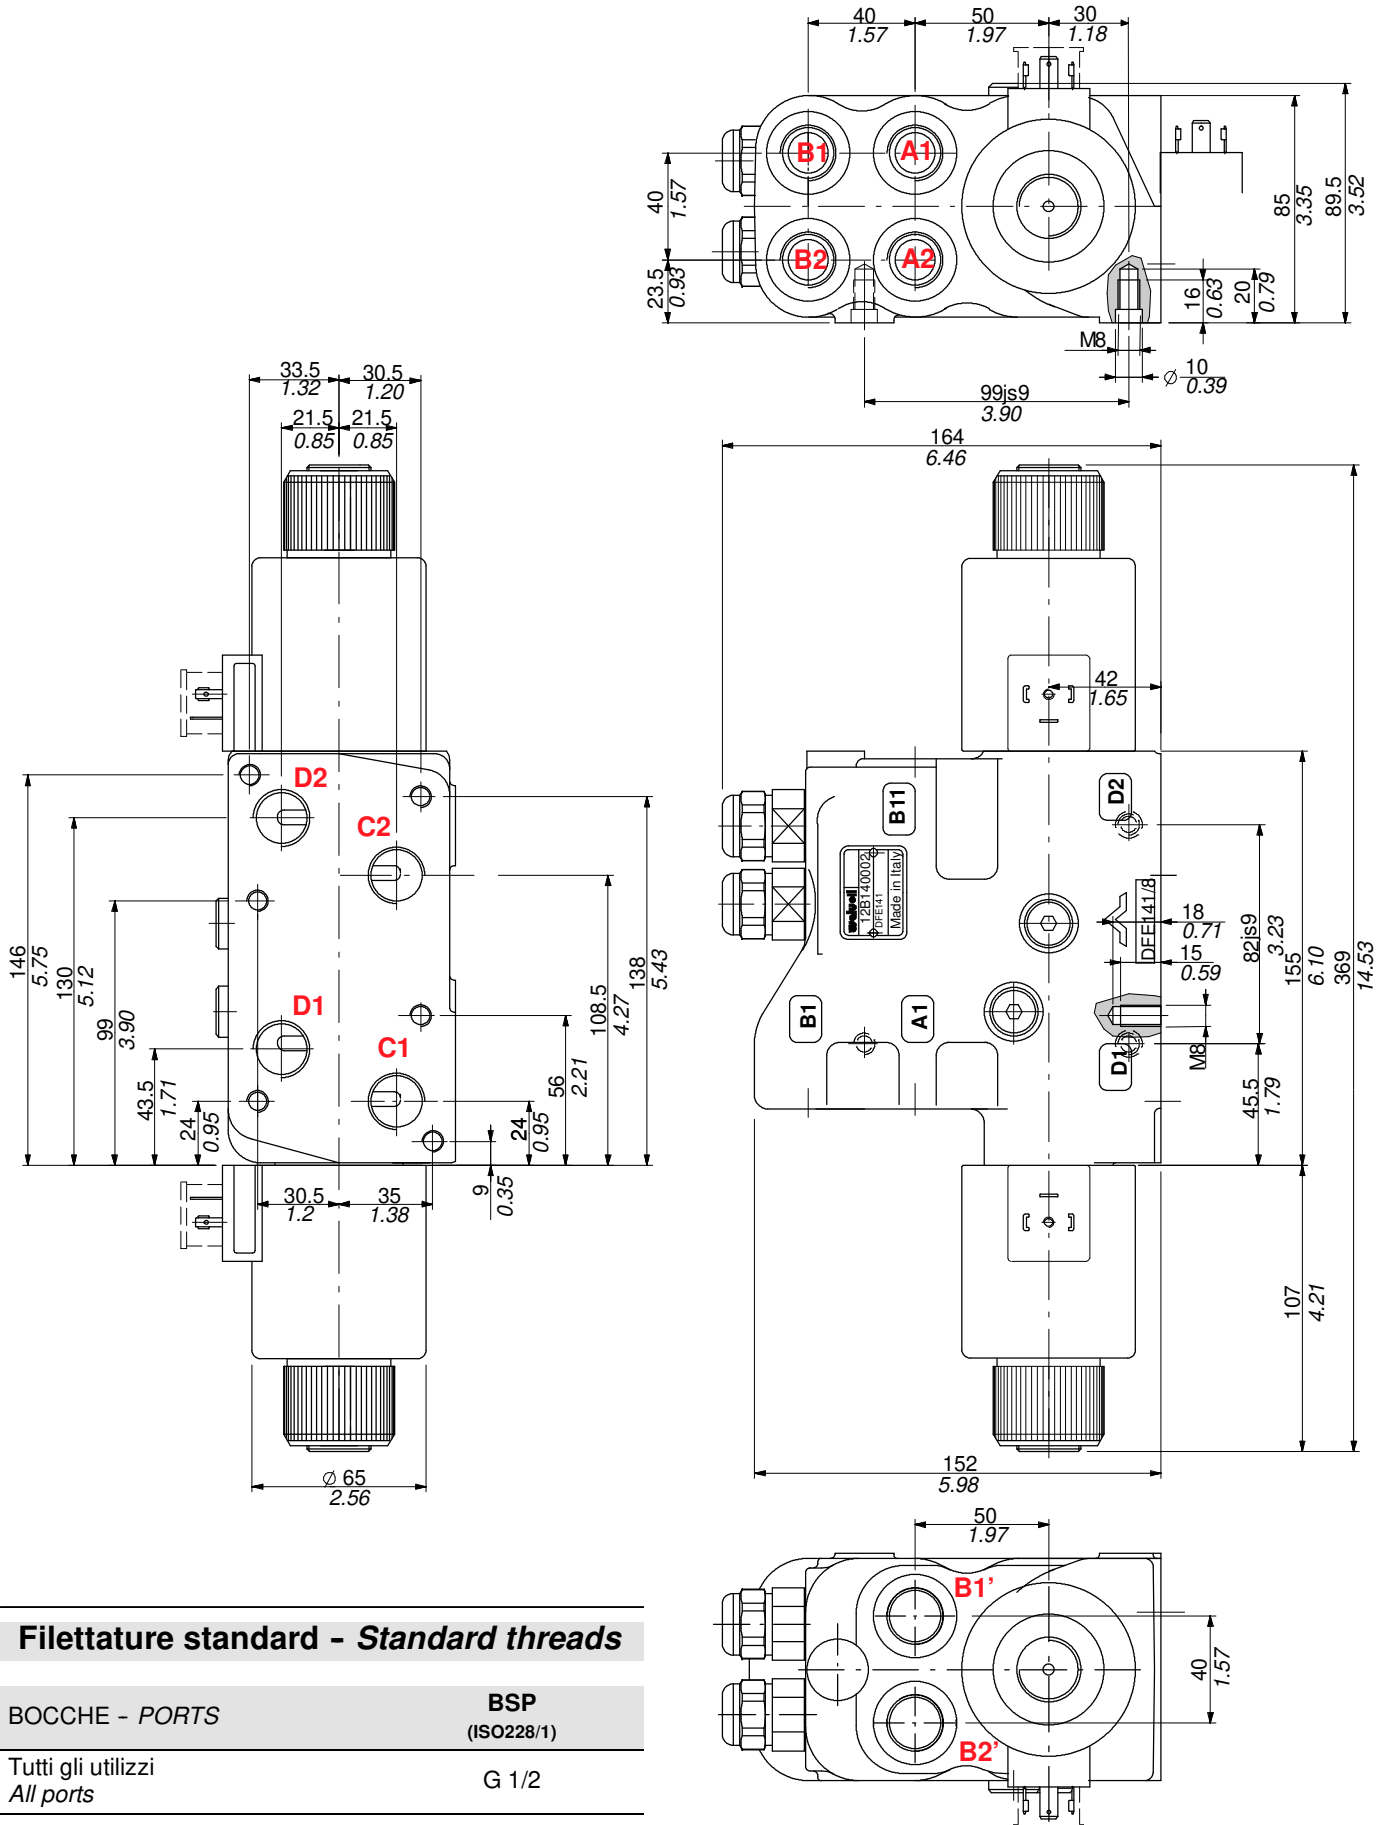 40
1.57
50
1.97
30
1.18
B1
A1
B2
A2
40
1.57
23.5
0.93
85
3.35
89.5
3.52
16
0.63
20
0.79
M8
∅ 10
0.39
99js9
3.90
33.5
1.32
30.5
1.20
21.5
0.85
21.5
0.85
D2
C2
D1
C1
146
5.75
130
5.12
99
3.90
43.5
1.71
24
0.95
138
5.43
108.5
4.27
56
2.21
24
0.95
9
0.35
30.5
1.2
35
1.38
∅ 65
2.56
164
6.46
42
1.65
B11
D2
walvoil
12B140002
DFE141
Made in Italy
DFE141/8
18
0.71
15
0.59
82js9
3.23
155
6.10
369
14.53
B1
A1
D1
M8
45.5
1.79
107
4.21
152
5.98
50
1.97
B1’
B2’
40
1.57
Filettature standard - Standard threads
BOCCHE - PORTS
BSP
(ISO228/1)
Tutti gli utilizzi
All ports
G 1/2